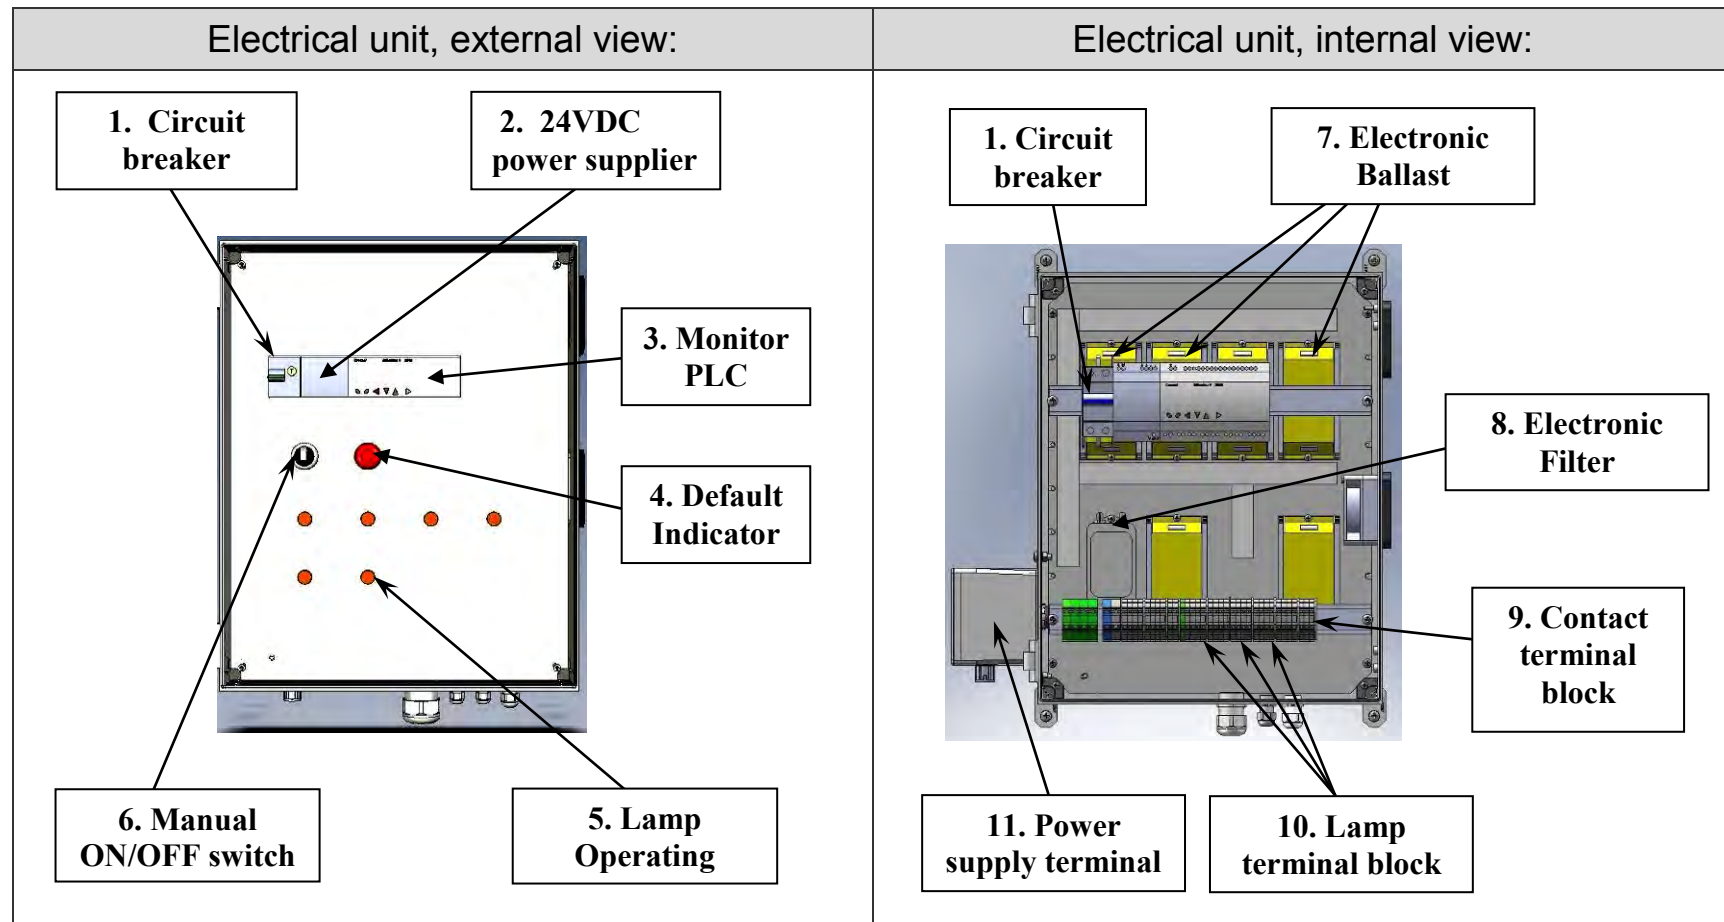 Electrical unit, external view:
Electrical unit, internal view:
1. Circuit
breaker
2. 24VDC
power supplier
3. Monitor
PLC
4. Default
Indicator
6. Manual
ON/OFF switch
5. Lamp
Operating
1. Circuit
breaker
7. Electronic
Ballast
8. Electronic
Filter
9. Contact
terminal
block
11. Power
supply terminal
10. Lamp
terminal block